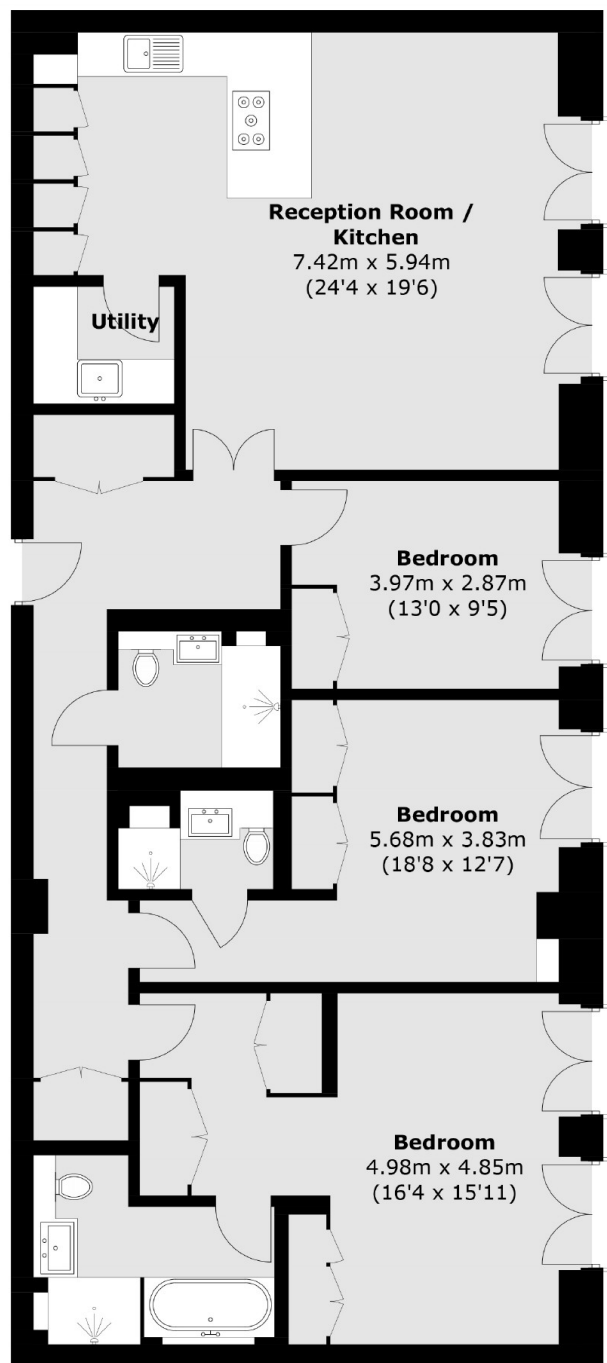 Reception Room /
Kitchen
7.42m x 5.94m
(24'4 x 19'6)
Utility
Bedroom
3.97m x 2.87m
(13'0 x 9'5)
Bedroom
5.68m x 3.83m
(18'8 x 12'7)
Bedroom
4.98m x 4.85m
(16'4 x 15'11)